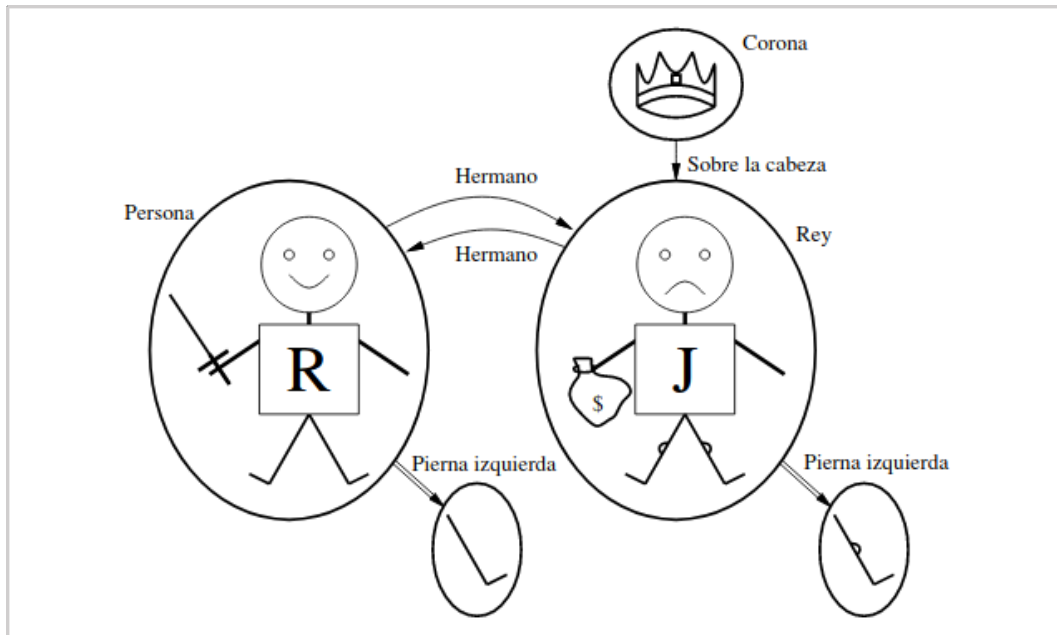 Corona
Sobre la cabeza
Hermano
Persona
Rey
Hermano
R
J
$
Pierna izquierda
Pierna izquierda